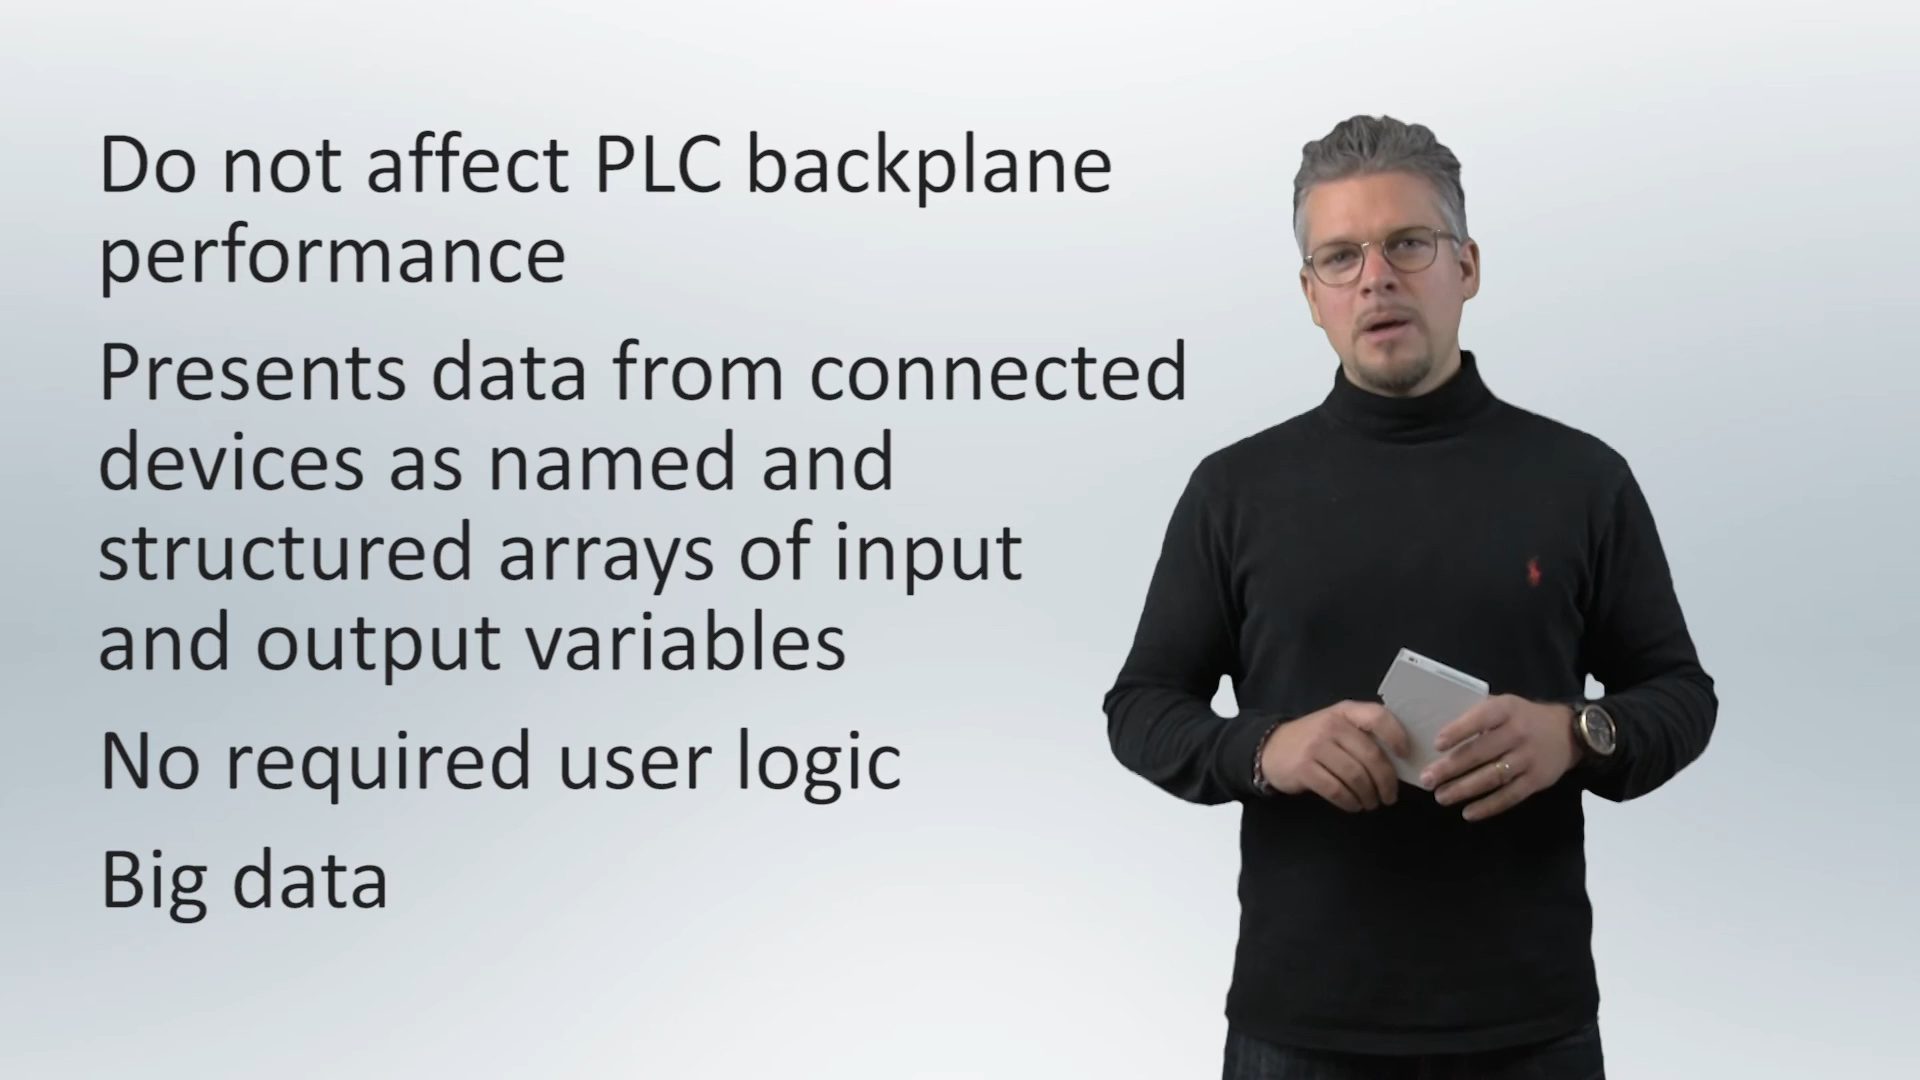 Do not affect PLC backplane
performance
Presents data from connected
devices as named and
structured arrays of input
and output variables
No required user logic
Big data